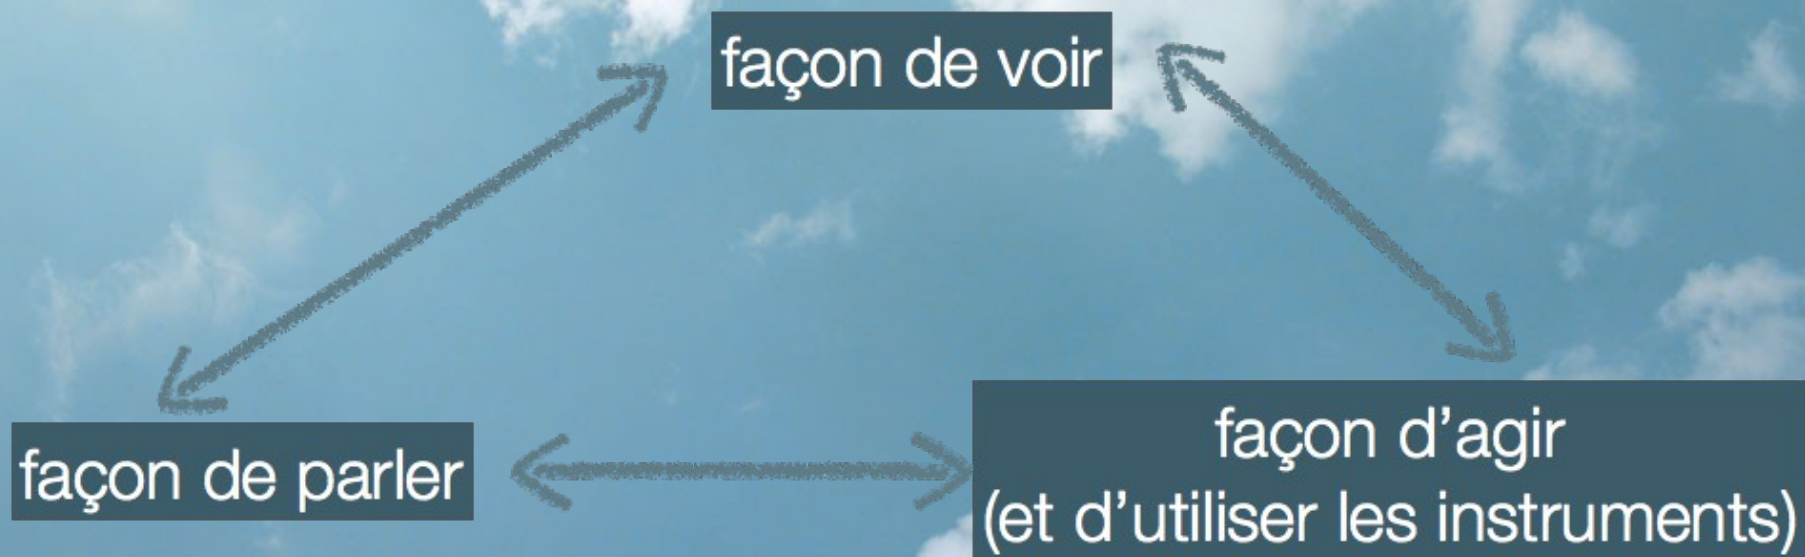 façon de voir
façon de parler
façon d’agir
(et d’utiliser les instruments)